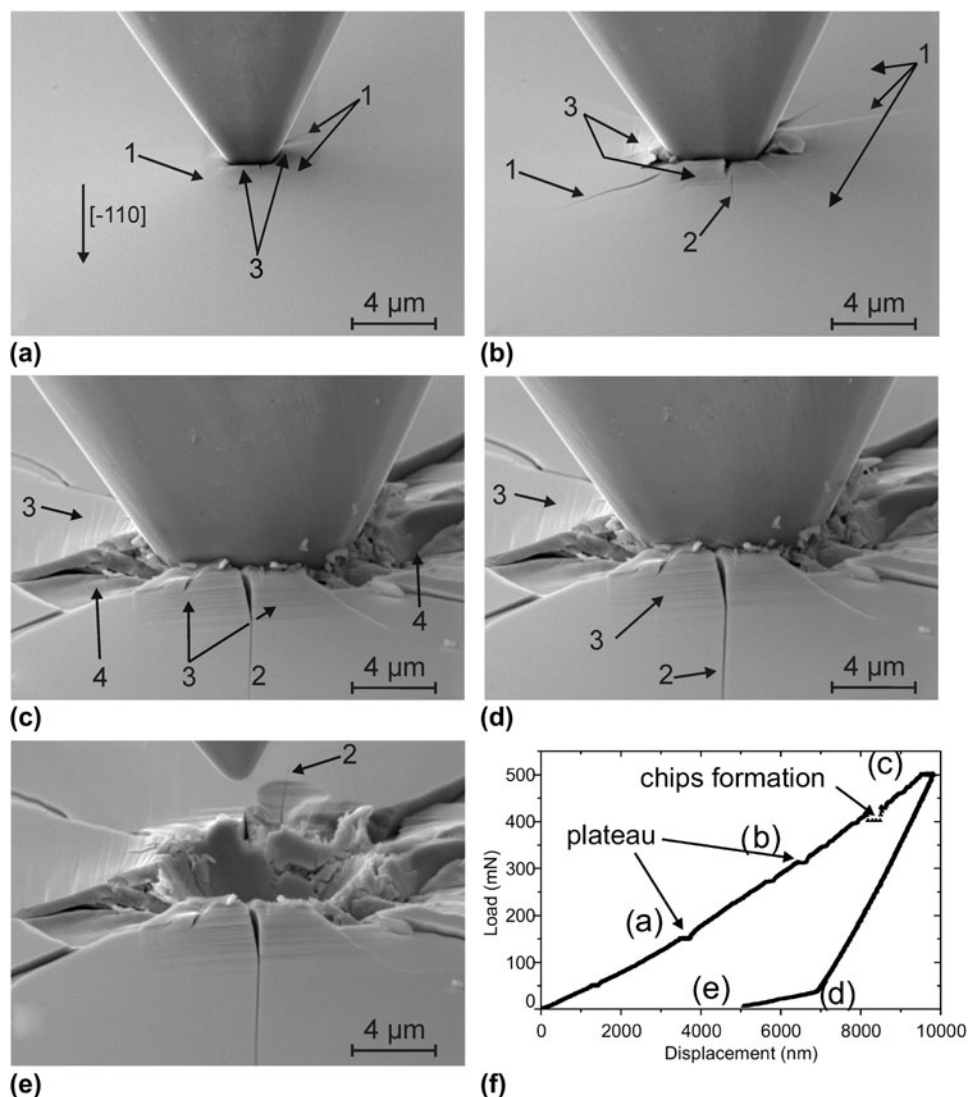 1
1
3
[-110]
4 µm
(a)
1
3
1
2
4 µm
(b)
3
4
3
2
4
4 µm
(c)
3
3
2
4 µm
(d)
2
4 µm
(e)
500
400
300
200
100
0
Load (mN)
chips formation
plateau
(a)
(b)
(c)
(d)
(e)
0
2000
4000
6000
8000
10000
Displacement (nm)
(f)